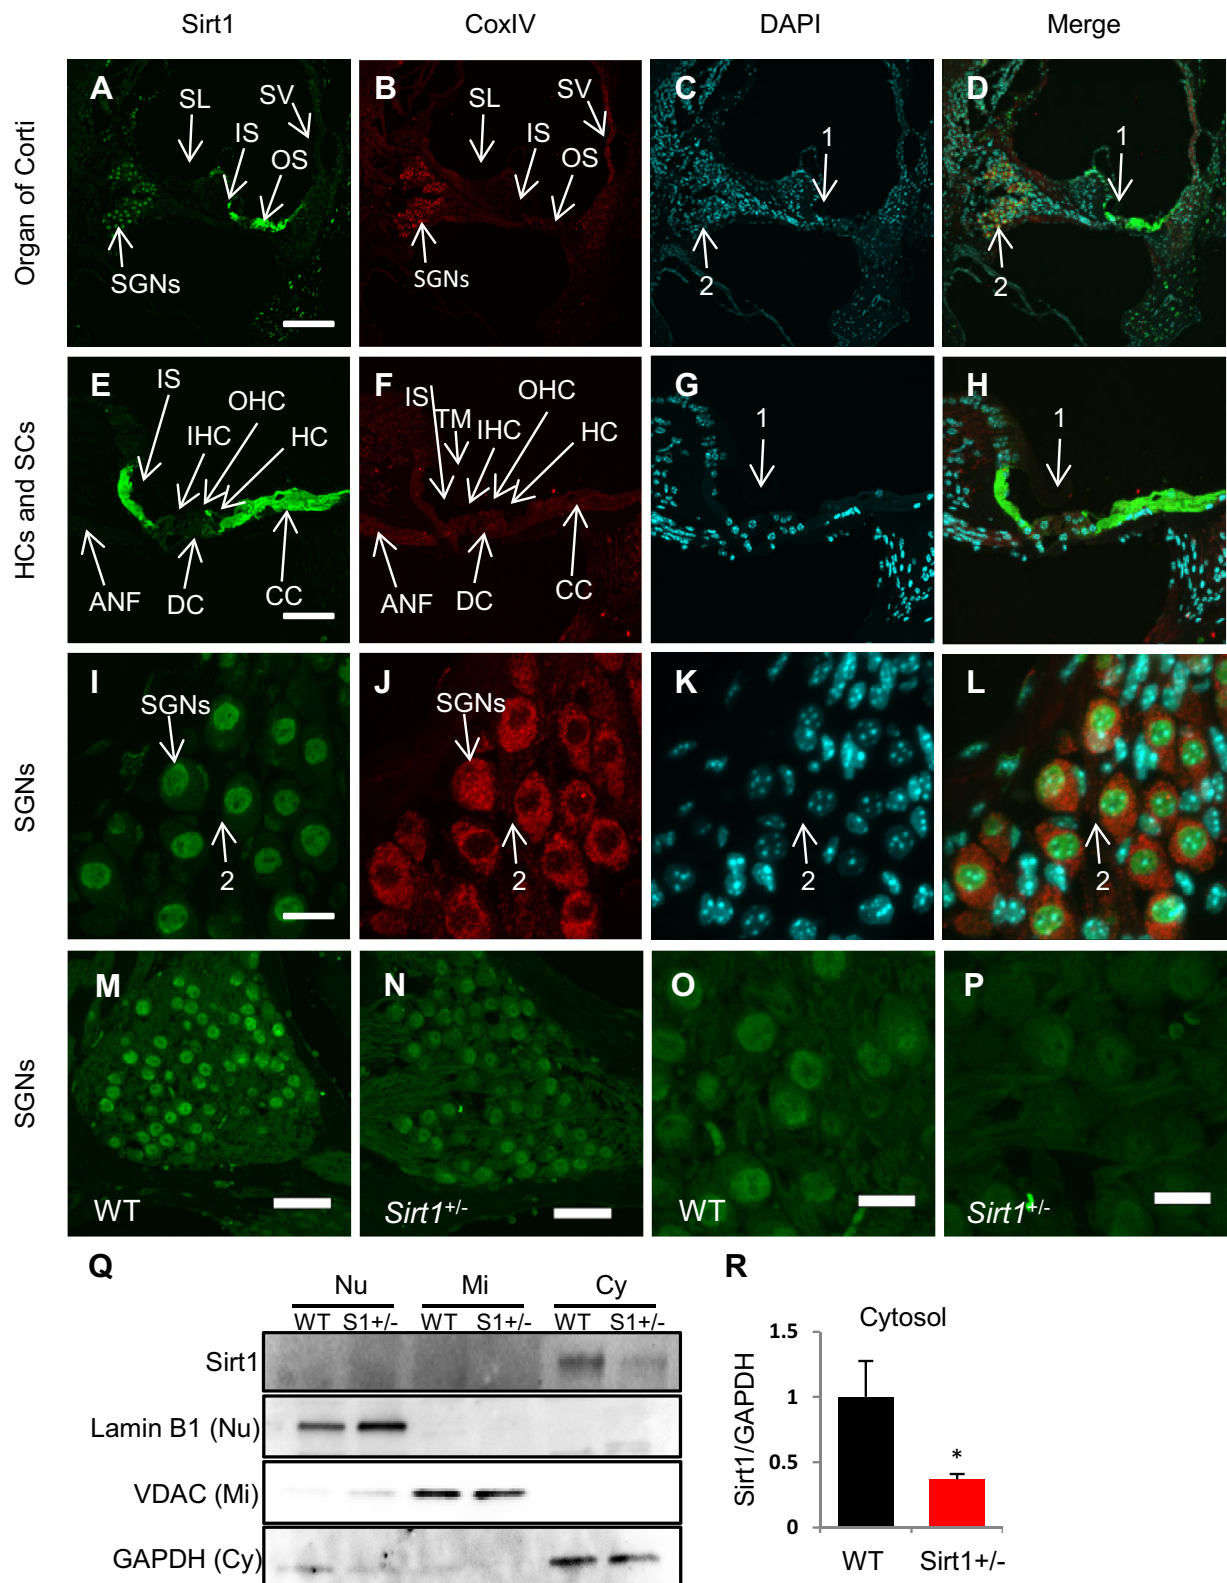 Sirt1 CoxIV DAPI Merge
Organ of Corti
A SL SV IS OS SGNs
B SL SV IS OS SGNs
C 1 2
D 1 2
HCs and SCs
E IS OHC IHC HC ANF DC CC
F IS TM OHC IHC HC ANF DC CC
G 1
H 1
SGNs
I SGNs 2
J SGNs 2
K 2
L 2
SGNs
M WT
N Sirt1+/-
O WT
P Sirt1+/-
Q
Nu Mi Cy
WT S1+/- WT S1+/- WT S1+/-
Sirt1
Lamin B1 (Nu)
VDAC (Mi)
GAPDH (Cy)
R
Cytosol
Sirt1/GAPDH
1.5
1
0.5
0
*
WT Sirt1+/-